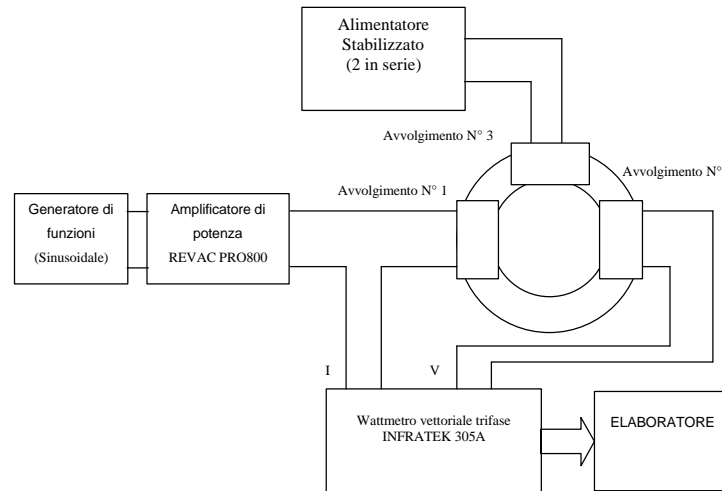 Alimentatore
Stabilizzato
(2 in serie)
Avvolgimento N° 3
Avvolgimento N°
Avvolgimento N° 1
Generatore di
funzioni
(Sinusoidale)
Amplificatore di
potenza
REVAC PRO800
I
V
Wattmetro vettoriale trifase
INFRATEK 305A
ELABORATORE